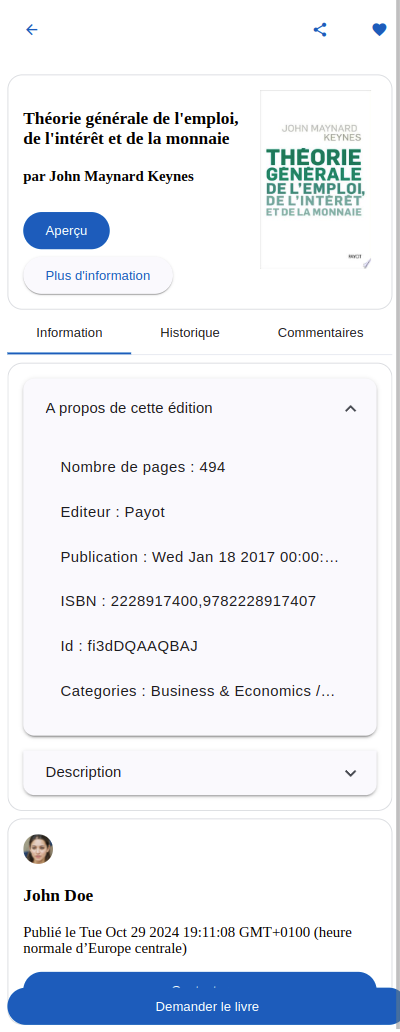 Théorie générale de l'emploi,
de l'intérêt et de la monnaie
par John Maynard Keynes
JOHN MAYNARD
KEYNES
THÉORIE
GÉNÉRALE
DE L'EMPLOI,
DE L'INTÉRÊT
ET DE LA MONNAIE
Aperçu
Plus d'information
Information
Historique
Commentaires
A propos de cette édition
Nombre de pages : 494
Editeur : Payot
Publication : Wed Jan 18 2017 00:00:...
ISBN : 2228917400,9782228917407
Id : fi3dDQAAQBAJ
Categories : Business & Economics /...
Description
John Doe
Publié le Tue Oct 29 2024 19:11:08 GMT+0100 (heure
normale d’Europe centrale)
Demander le livre